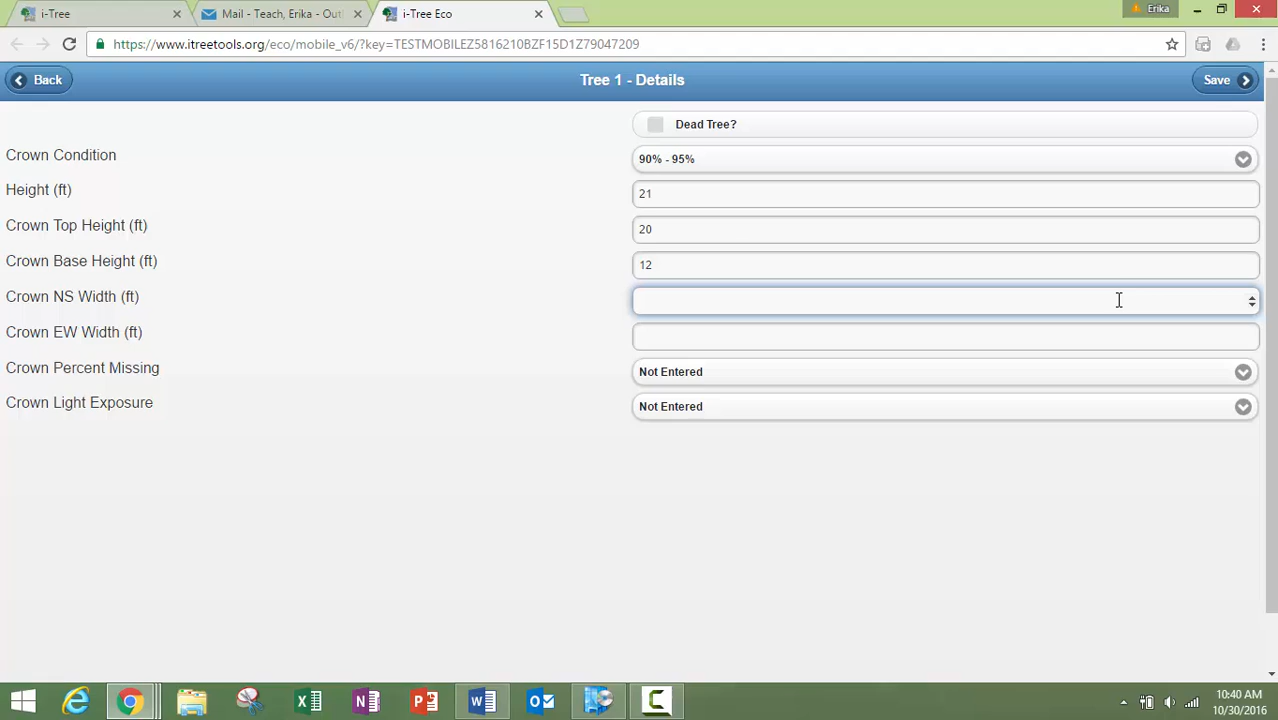 i-Tree
Mail - Teach, Erika - Outl
i-Tree Eco
Erika
https://www.itreetools.org/eco/mobile_v6/?key=TESTMOBILEZ5816210BZF15D1Z79047209
Back
Tree 1 - Details
Save
Dead Tree?
Crown Condition
90% - 95%
Height (ft)
21
Crown Top Height (ft)
20
Crown Base Height (ft)
12
Crown NS Width (ft)
Crown EW Width (ft)
Crown Percent Missing
Not Entered
Crown Light Exposure
Not Entered
10:40 AM
10/30/2016